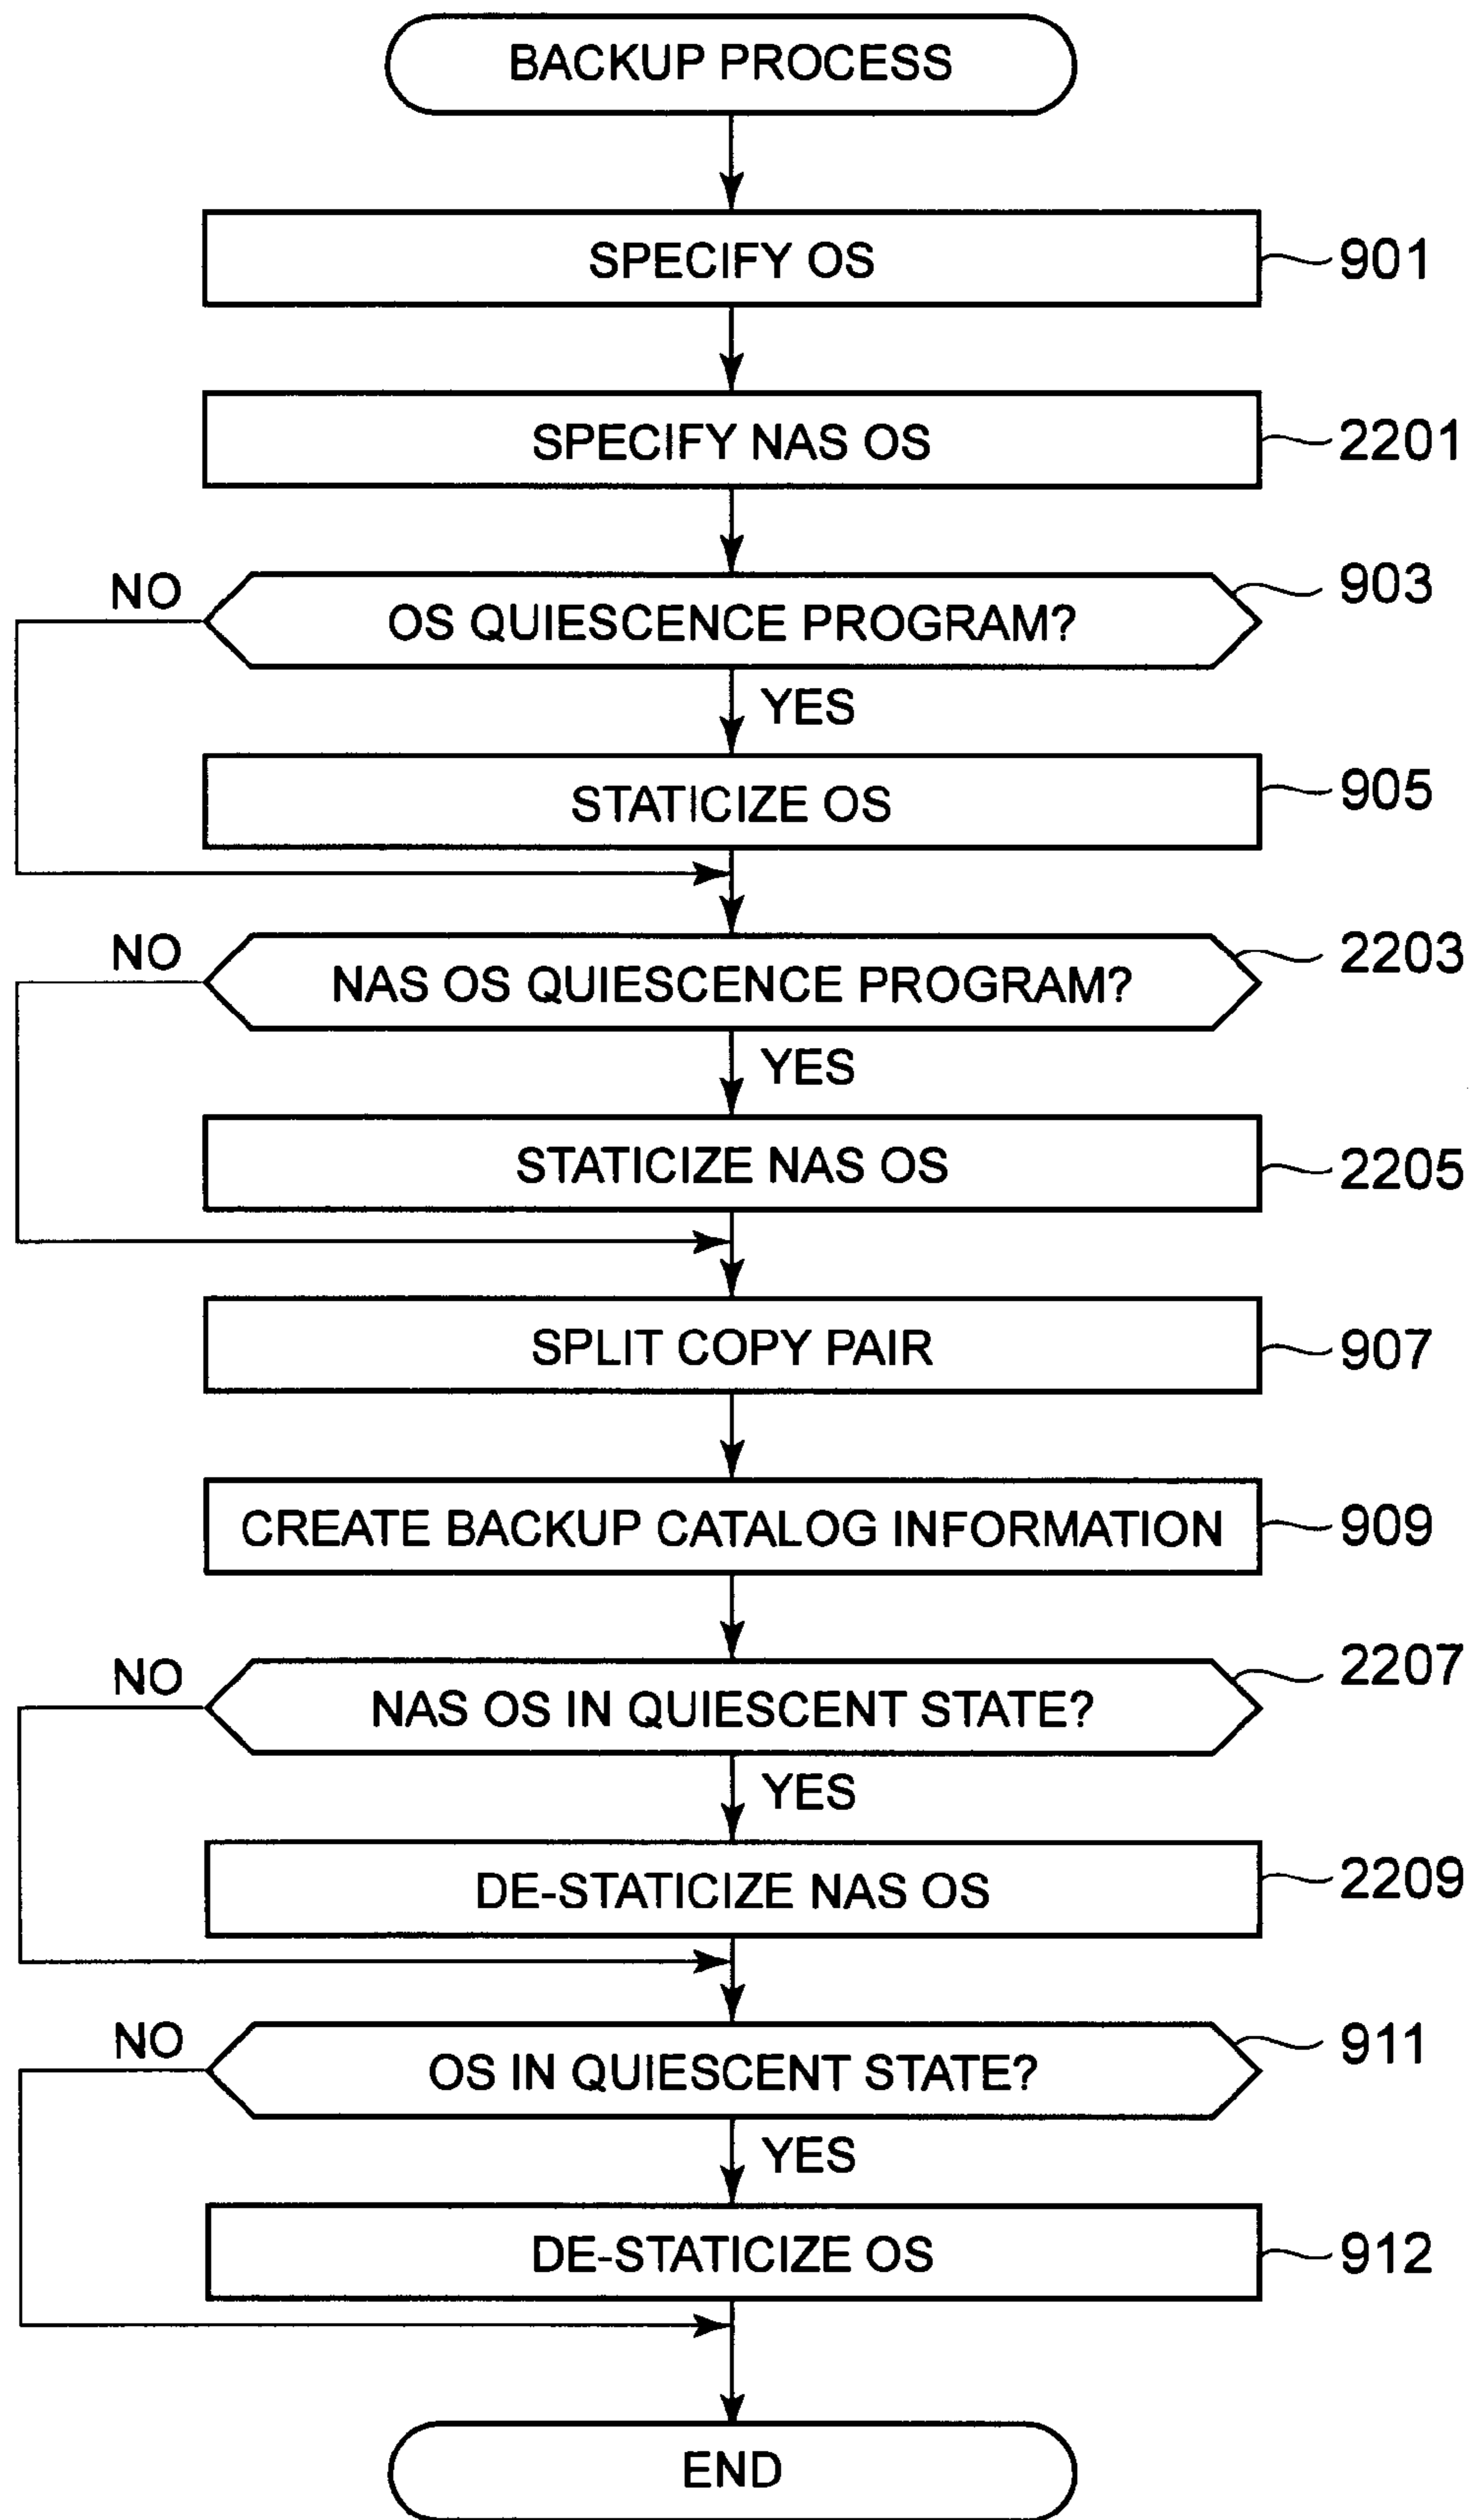 BACKUP PROCESS
SPECIFY OS
901
SPECIFY NAS OS
2201
NO
OS QUIESCENCE PROGRAM?
903
YES
STATICIZE OS
905
NO
NAS OS QUIESCENCE PROGRAM?
2203
YES
STATICIZE NAS OS
2205
SPLIT COPY PAIR
907
CREATE BACKUP CATALOG INFORMATION
909
NO
NAS OS IN QUIESCENT STATE?
2207
YES
DE-STATICIZE NAS OS
2209
NO
OS IN QUIESCENT STATE?
911
YES
DE-STATICIZE OS
912
END